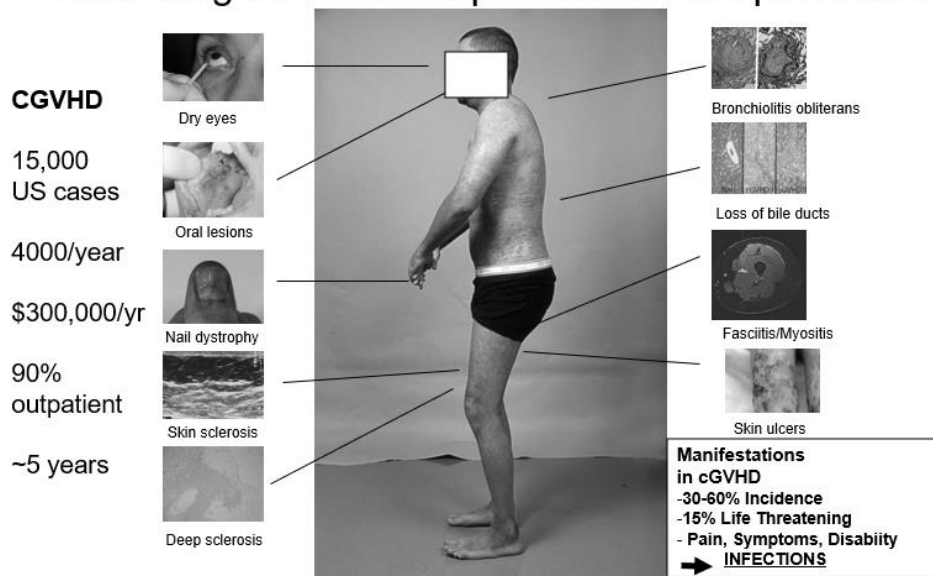 CGVHD
15,000
US cases
4000/year
$300,000/yr
90%
outpatient
~5 years
Dry eyes
Oral lesions
Nail dystrophy
Skin sclerosis
Deep sclerosis
Bronchiolitis obliterans
Loss of bile ducts
Fasciitis/Myositis
Skin ulcers
Manifestations
in cGVHD
-30-60% Incidence
-15% Life Threatening
- Pain, Symptoms, Disabiity
INFECTIONS